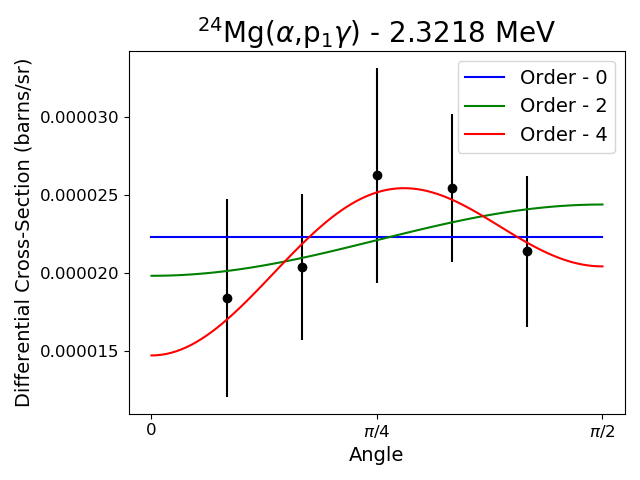 ²⁴Mg(α,p₁γ) - 2.3218 MeV
Differential Cross-Section (barns/sr)
0.000030
0.000025
0.000020
0.000015
Order - 0
Order - 2
Order - 4
0
π/4
π/2
Angle